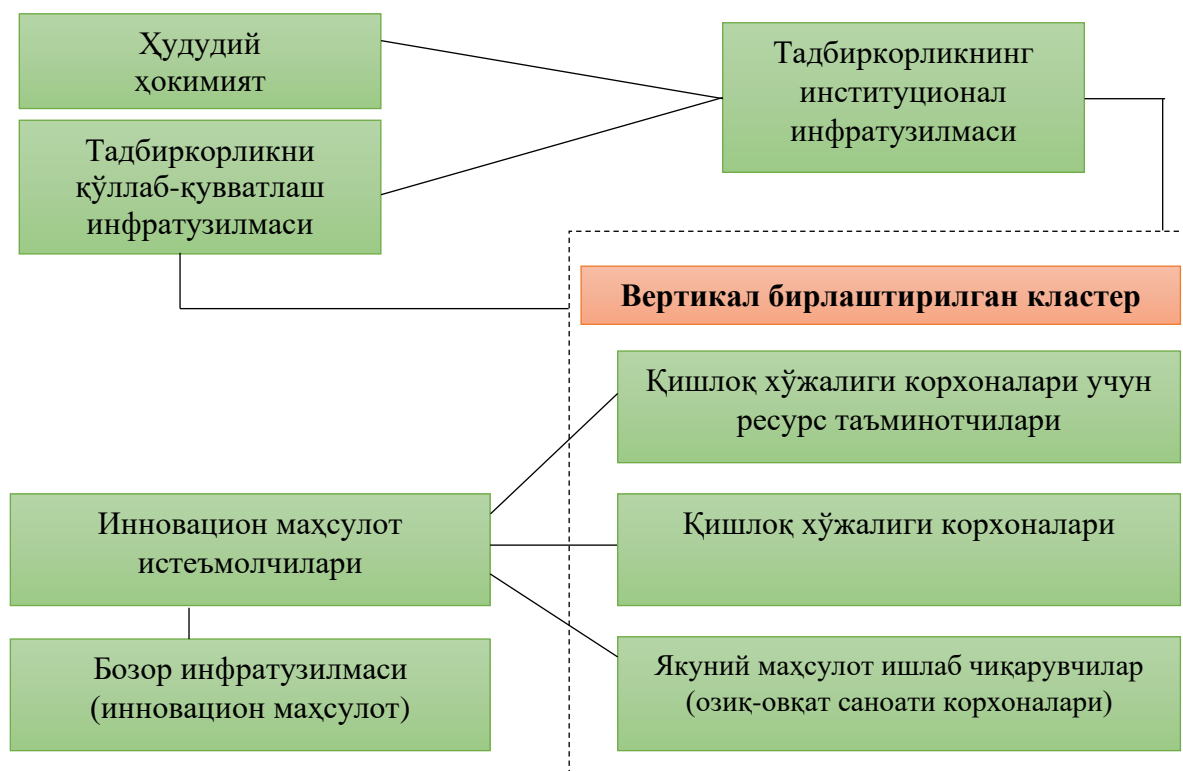 Ҳудудий
ҳокимият
Тадбиркорликнинг
институционал
инфратузилмаси
Тадбиркорликни
қўллаб-қувватлаш
инфратузилмаси
Вертикал бирлаштирилган кластер
Қишлоқ хўжалиги корхоналари учун
ресурс таъминотчилари
Инновацион маҳсулот
истеъмолчилари
Қишлоқ хўжалиги корхоналари
Бозор инфратузилмаси
(инновацион маҳсулот)
Якуний маҳсулот ишлаб чиқарувчилар
(озиқ-овқат саноати корхоналари)